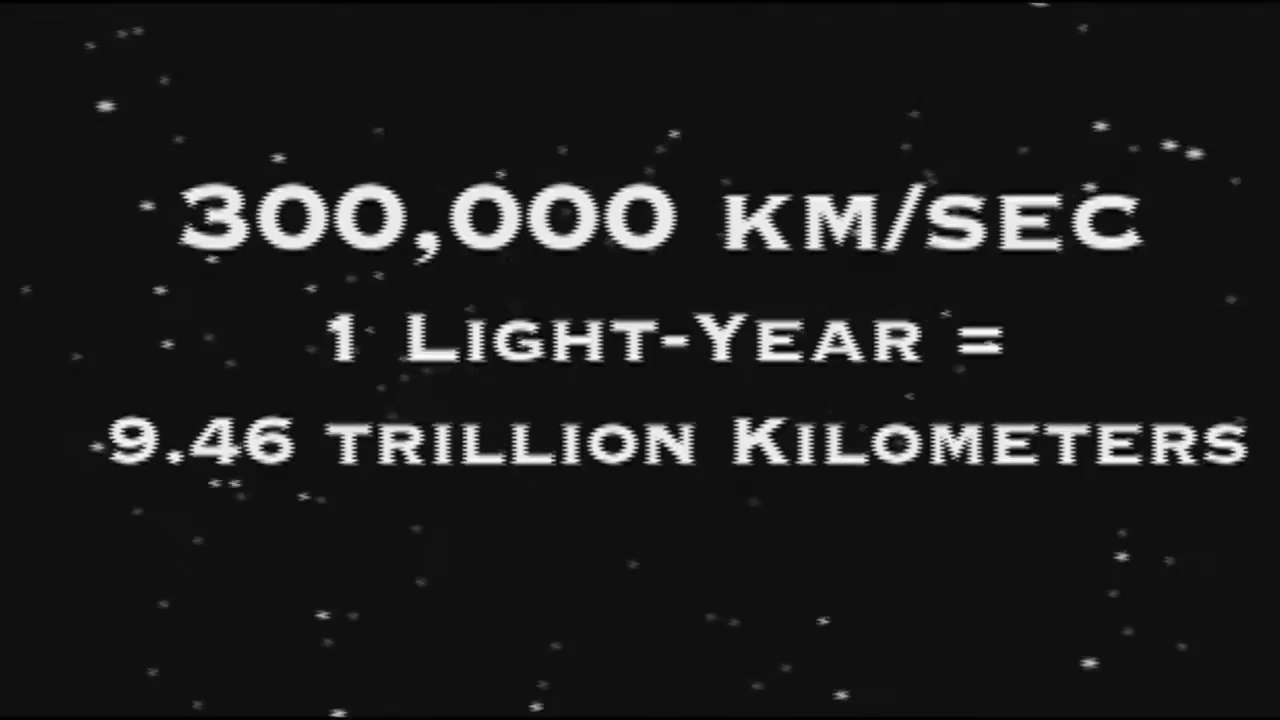 300,000 KM/SEC
1 LIGHT-YEAR =
9.46 TRILLION KILOMETERS